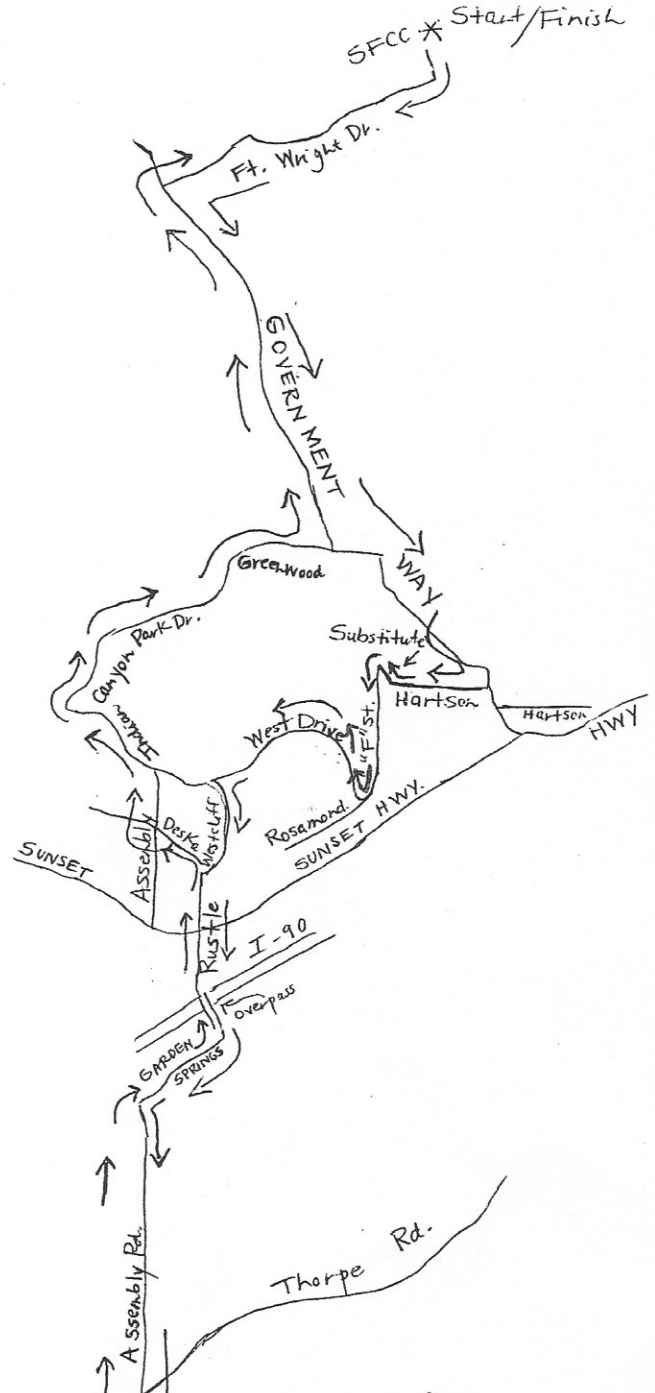 SFCC * Start/Finish
Ft. Wright Dr.
GOVERNMENT
WAY
Greenwood
Substitute
Canyon Park Dr.
Indian
Hartson
Hartson
HWY
West Drive
"F" St.
Rosamond.
SUNSET HWY.
Assembly
Deska
Westcliff
SUNSET
Rustle
I-90
Overpass
GARDEN
SPRINGS
Assembly Rd.
Thorpe Rd.